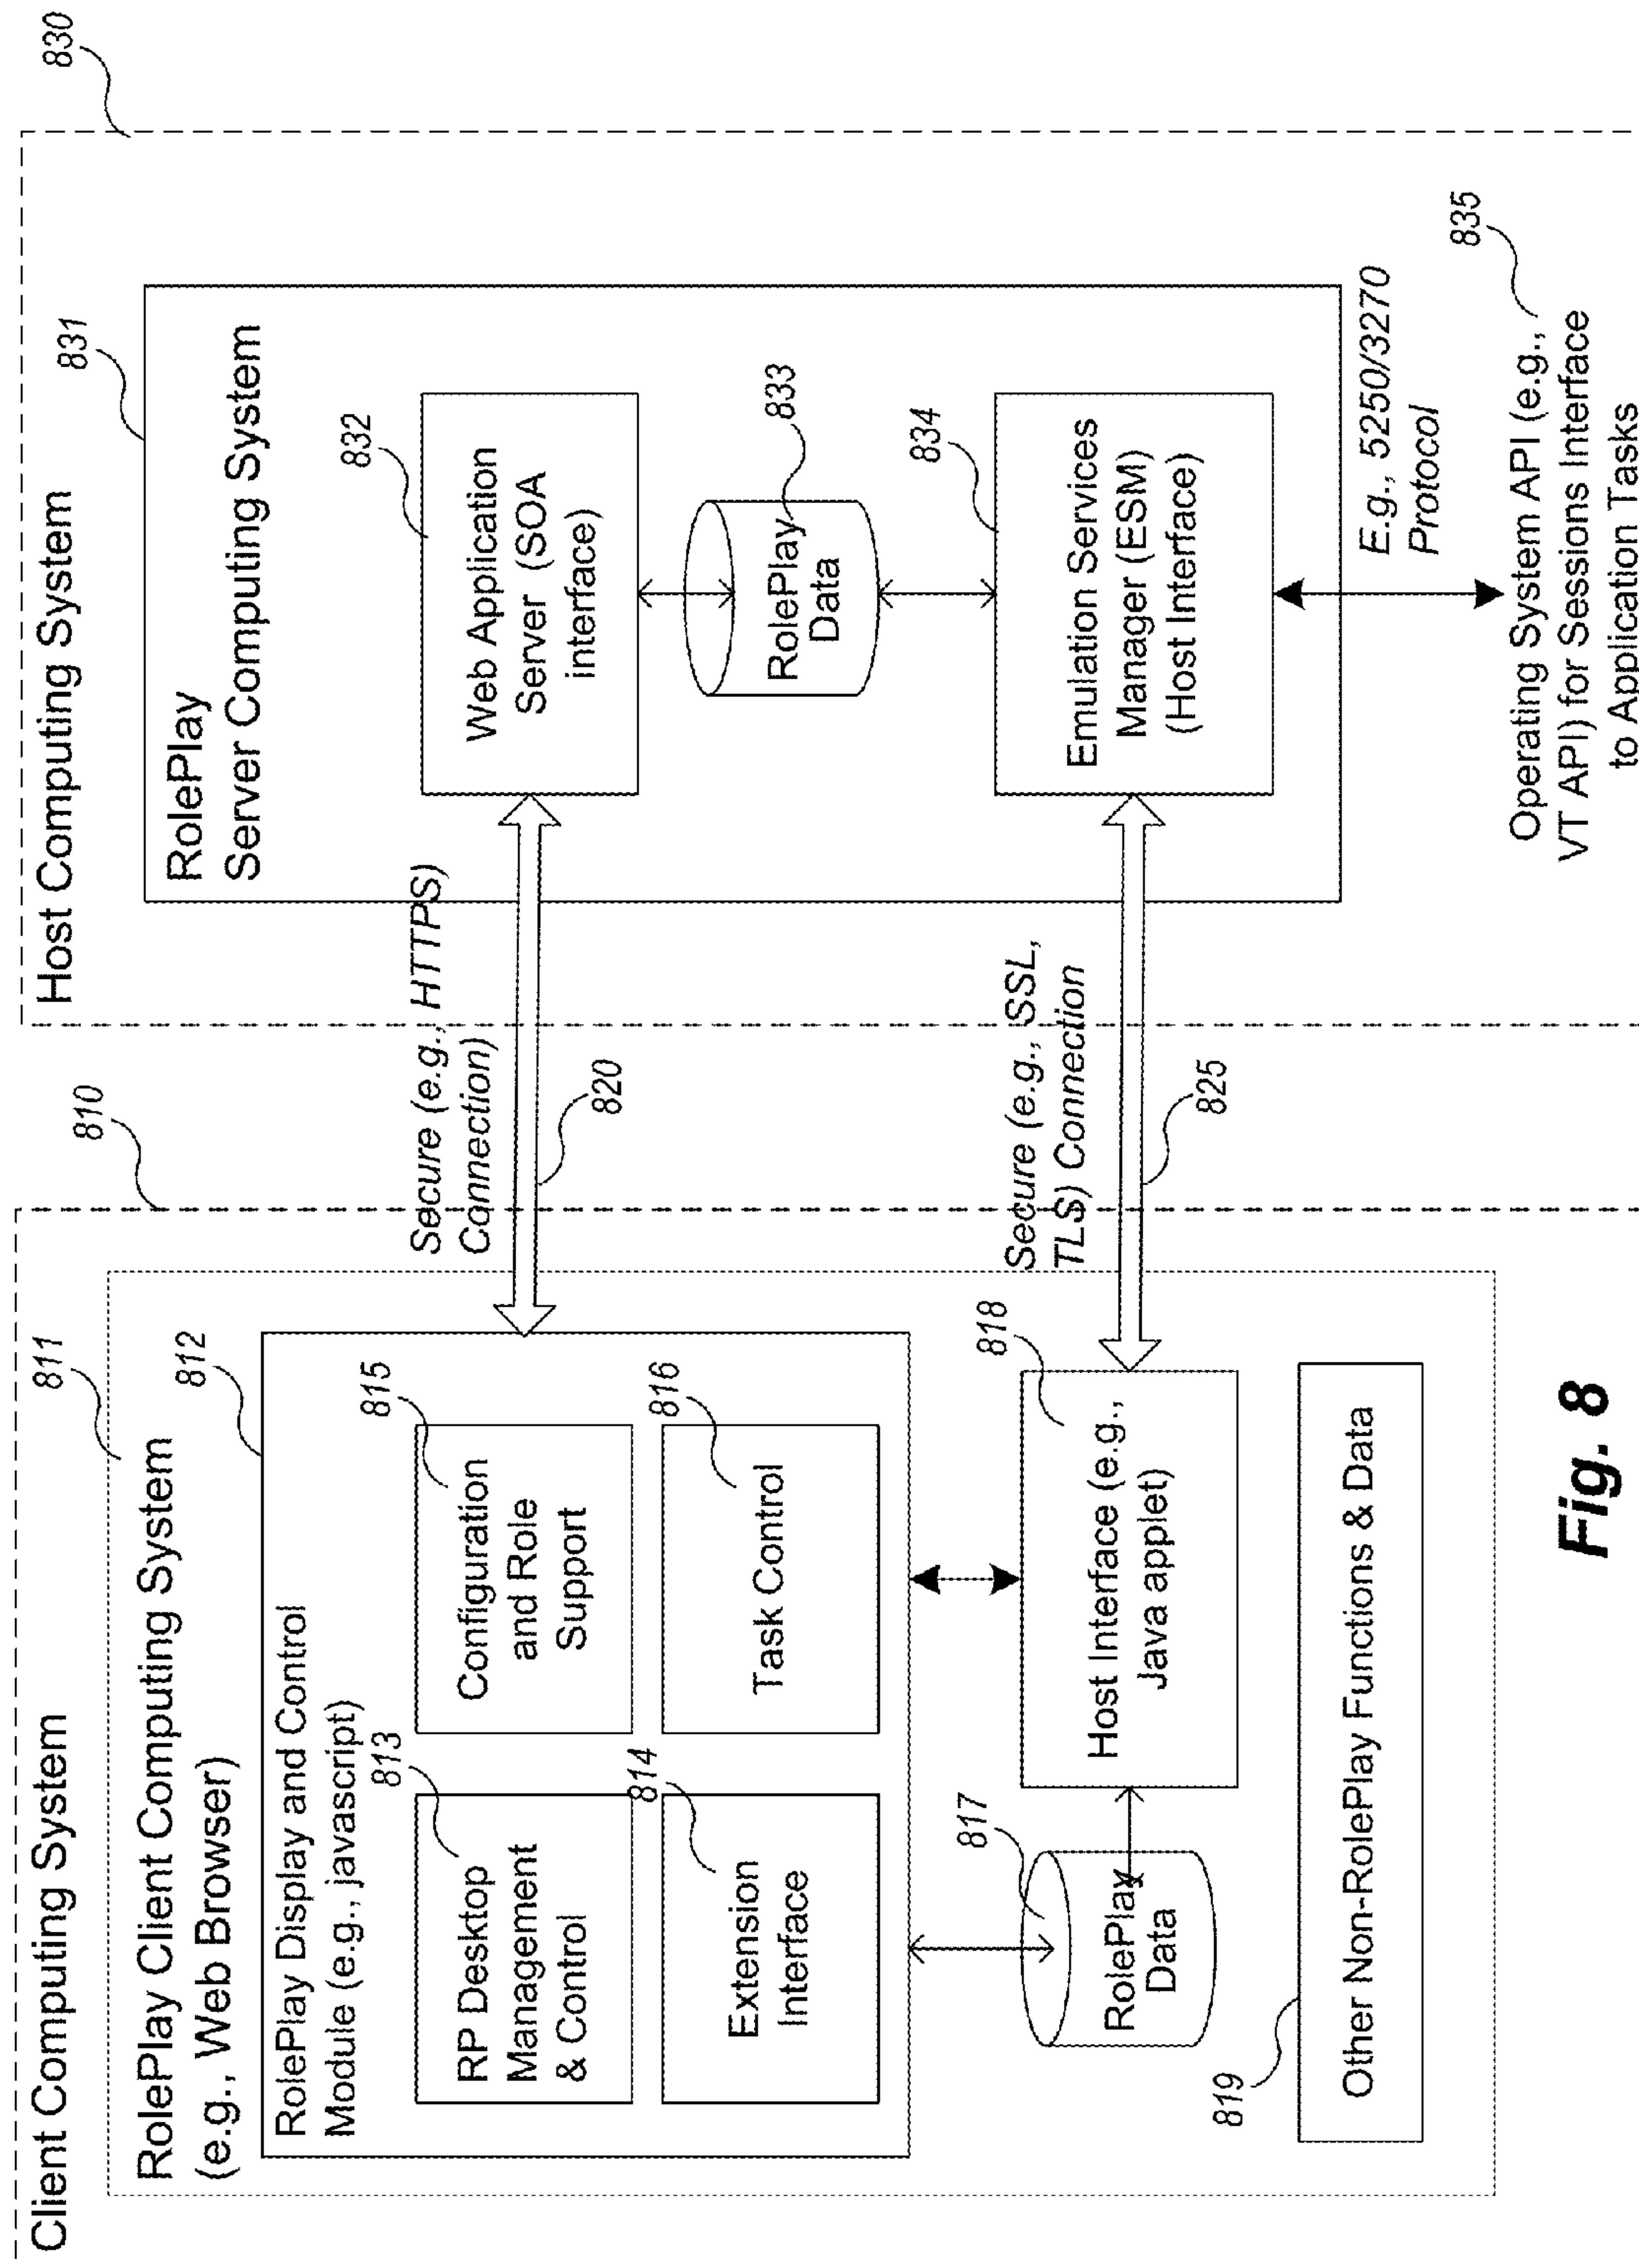 Client Computing System
810
811
RolePlay Client Computing System
(e.g., Web Browser)
812
RolePlay Display and Control
Module (e.g., javascript)
813
RP Desktop
Management
& Control
815
Configuration
and Role
Support
814
Extension
Interface
816
Task Control
817
RolePlay
Data
818
Host Interface (e.g.,
Java applet)
819
Other Non-RolePlay Functions & Data
Secure (e.g., HTTPS)
Connection)
820
Secure (e.g., SSL,
TLS) Connection
825
Host Computing System
830
831
RolePlay
Server Computing System
832
Web Application
Server (SOA
interface)
833
RolePlay
Data
834
Emulation Services
Manager (ESM)
(Host Interface)
E.g., 5250/3270
Protocol
835
Operating System API (e.g.,
VT API) for Sessions Interface
to Application Tasks
Fig. 8